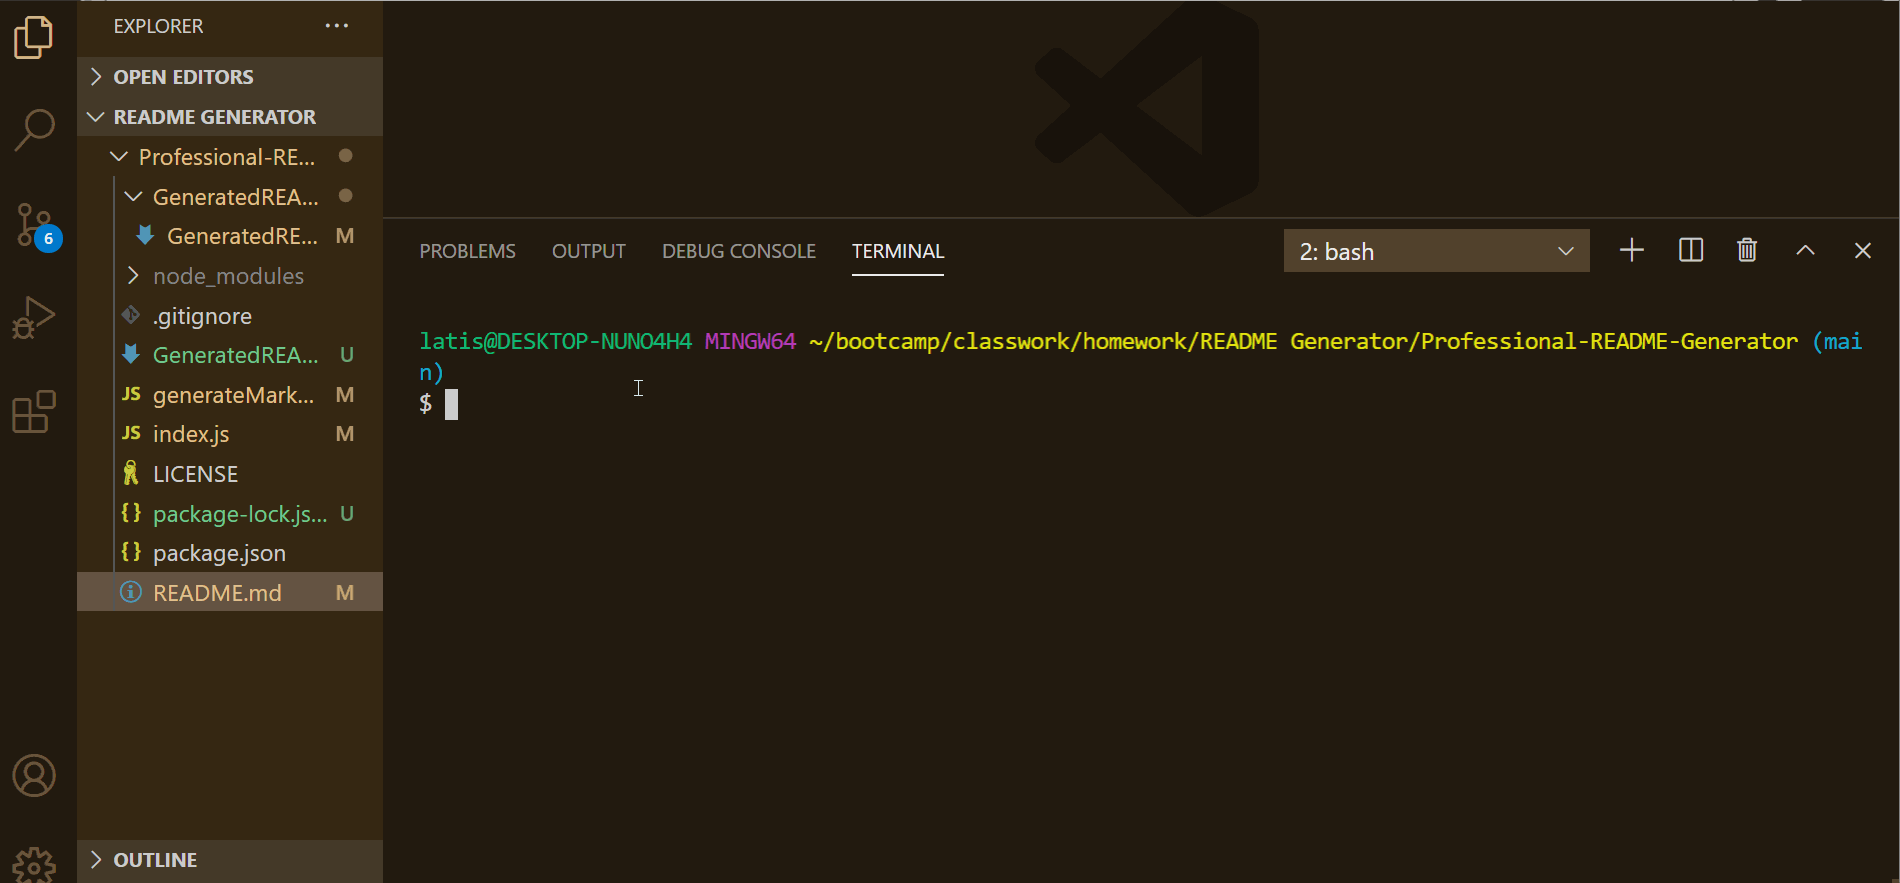 EXPLORER ···
OPEN EDITORS
README GENERATOR
Professional-RE...
GeneratedREA...
GeneratedRE... M
node_modules
.gitignore
GeneratedREA... U
JS generateMark... M
JS index.js M
LICENSE
{} package-lock.js... U
{} package.json
README.md M
OUTLINE
6
PROBLEMS OUTPUT DEBUG CONSOLE TERMINAL 2: bash
latis@DESKTOP-NUNO4H4 MINGW64 ~/bootcamp/classwork/homework/README Generator/Professional-README-Generator (mai
n)
$